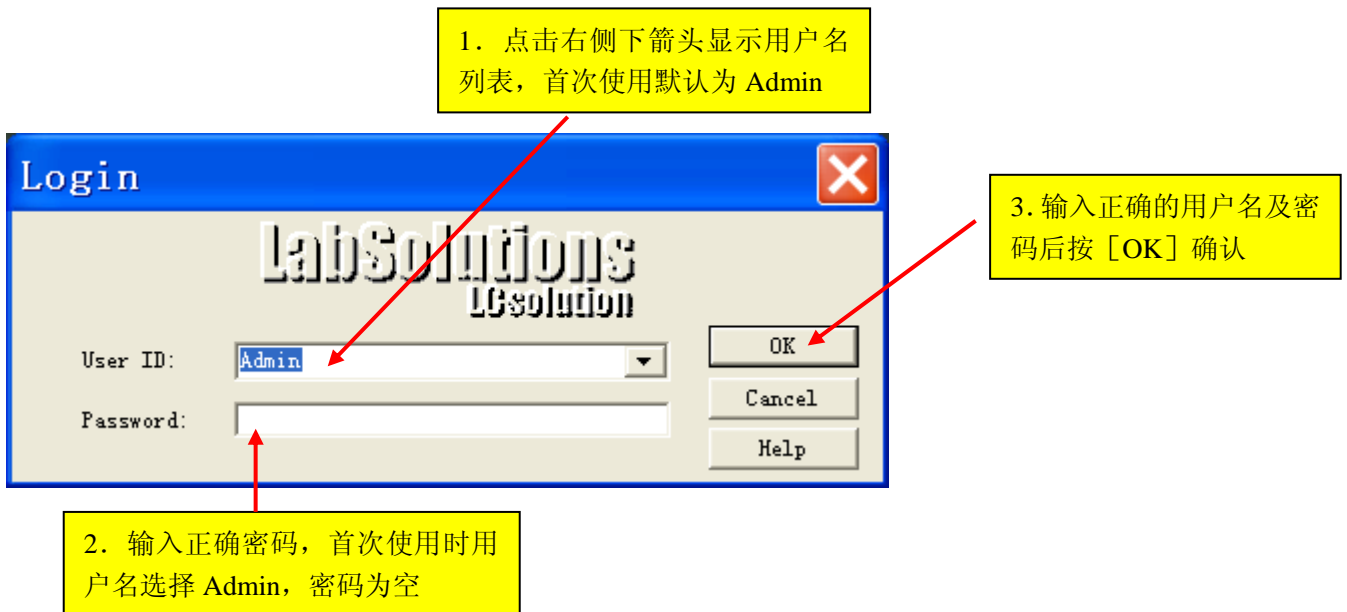 1. 点击右侧下箭头显示用户名
列表，首次使用默认为 Admin
Login
LabSolutions
LCsolution
3. 输入正确的用户名及密
码后按［OK］确认
User ID:
Admin
OK
Password:
Cancel
Help
2. 输入正确密码，首次使用时用
户名选择 Admin，密码为空